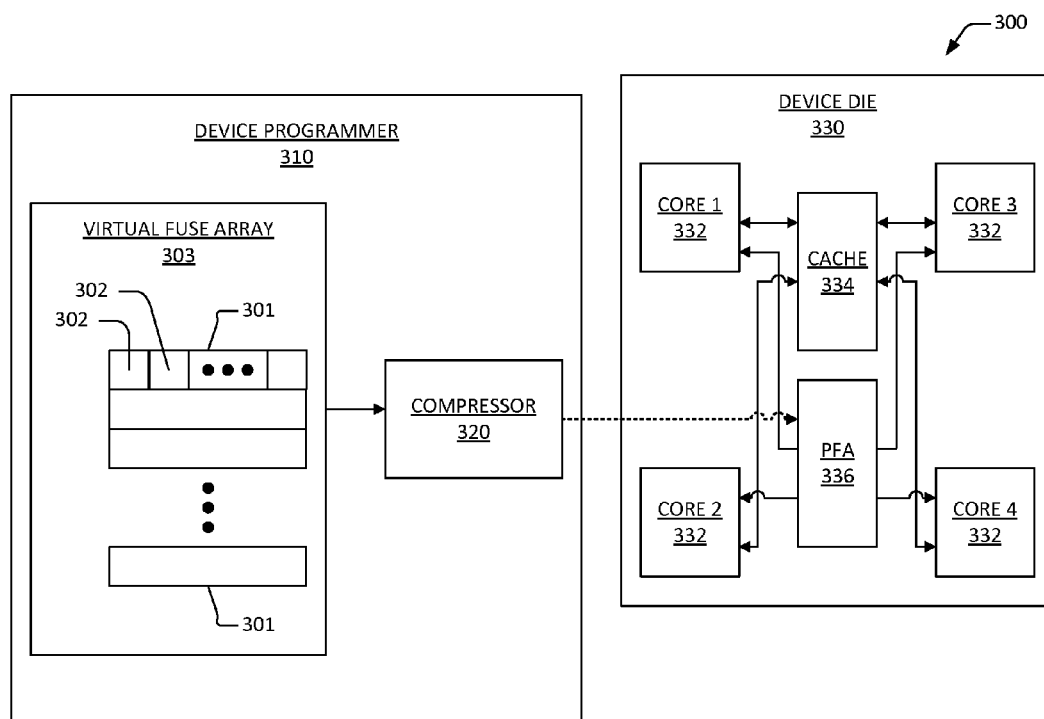 300
DEVICE PROGRAMMER
310
VIRTUAL FUSE ARRAY
303
302
302
301
301
COMPRESSOR
320
DEVICE DIE
330
CORE 1
332
CACHE
334
CORE 3
332
CORE 2
332
PFA
336
CORE 4
332